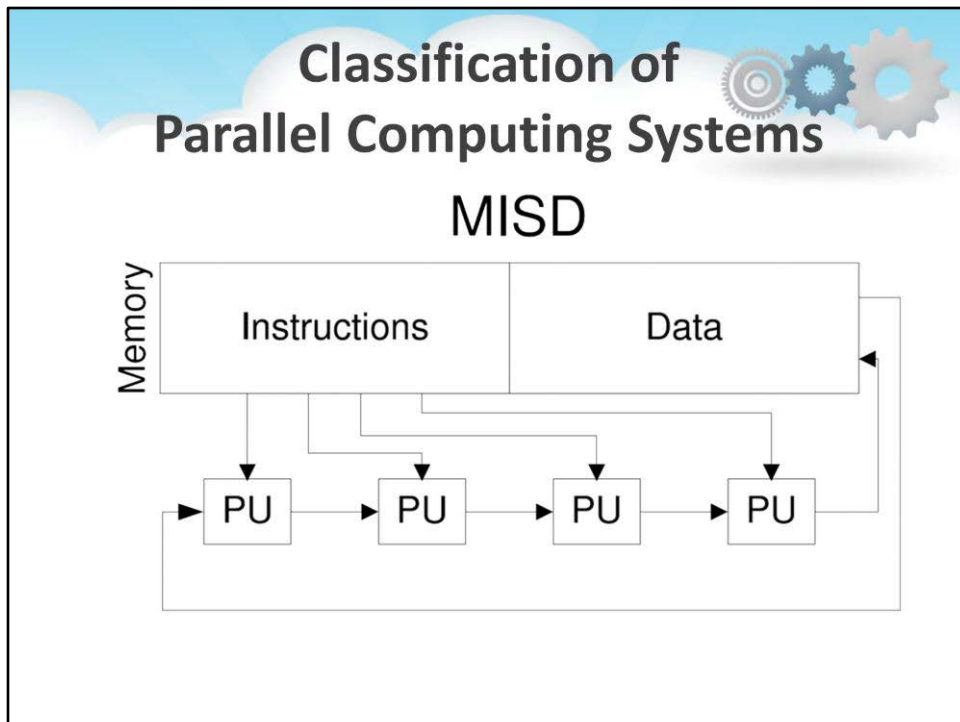 Classification of
Parallel Computing Systems
MISD
Memory
Instructions
Data
PU
PU
PU
PU